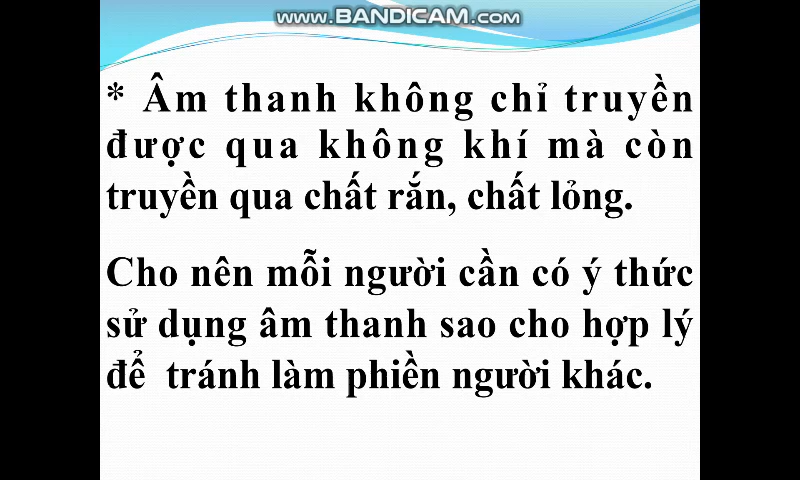 WWW.BANDICAM.COM
* Âm thanh không chỉ truyền
được qua không khí mà còn
truyền qua chất rắn, chất lỏng.
Cho nên mỗi người cần có ý thức
sử dụng âm thanh sao cho hợp lý
để tránh làm phiền người khác.